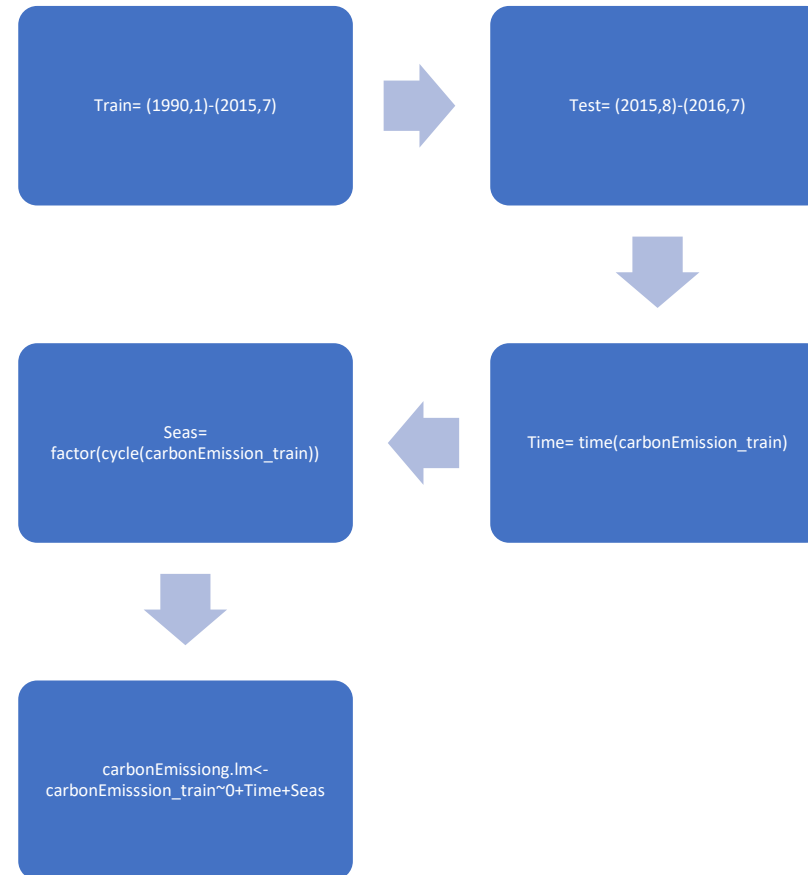 Train= (1990,1)-(2015,7)
Test= (2015,8)-(2016,7)
Time= time(carbonEmission_train)
Seas=
factor(cycle(carbonEmission_train))
carbonEmissiong.lm<-
carbonEmisssion_train~0+Time+Seas